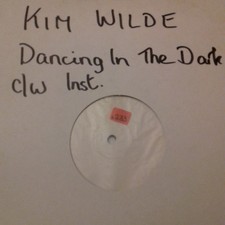 KIM WILDE
Dancing In The Dark
c/w Inst.